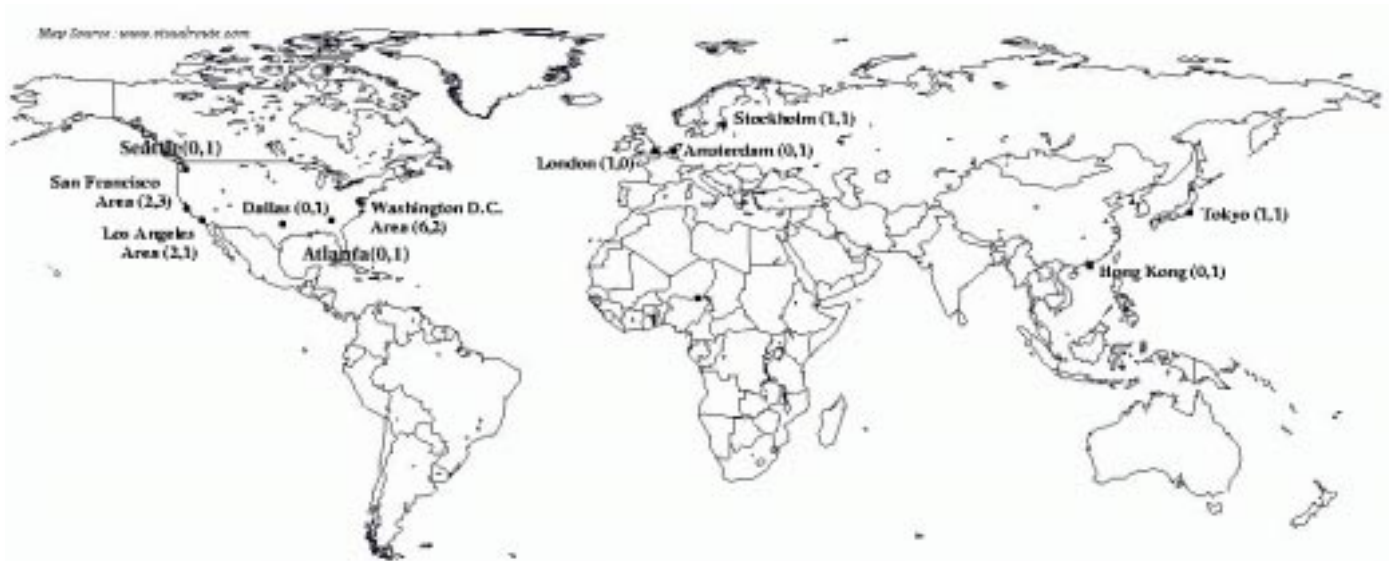 Map Source : www.visualroute.com
Stockholm (1,1)
Seattle (0,1)
Amsterdam (0,1)
London (1,0)
San Francisco
Area (2,3)
Dallas (0,1)
Washington D.C.
Area (6,2)
Tokyo (1,1)
Los Angeles
Area (2,1)
Atlanta(0,1)
Hong Kong (0,1)